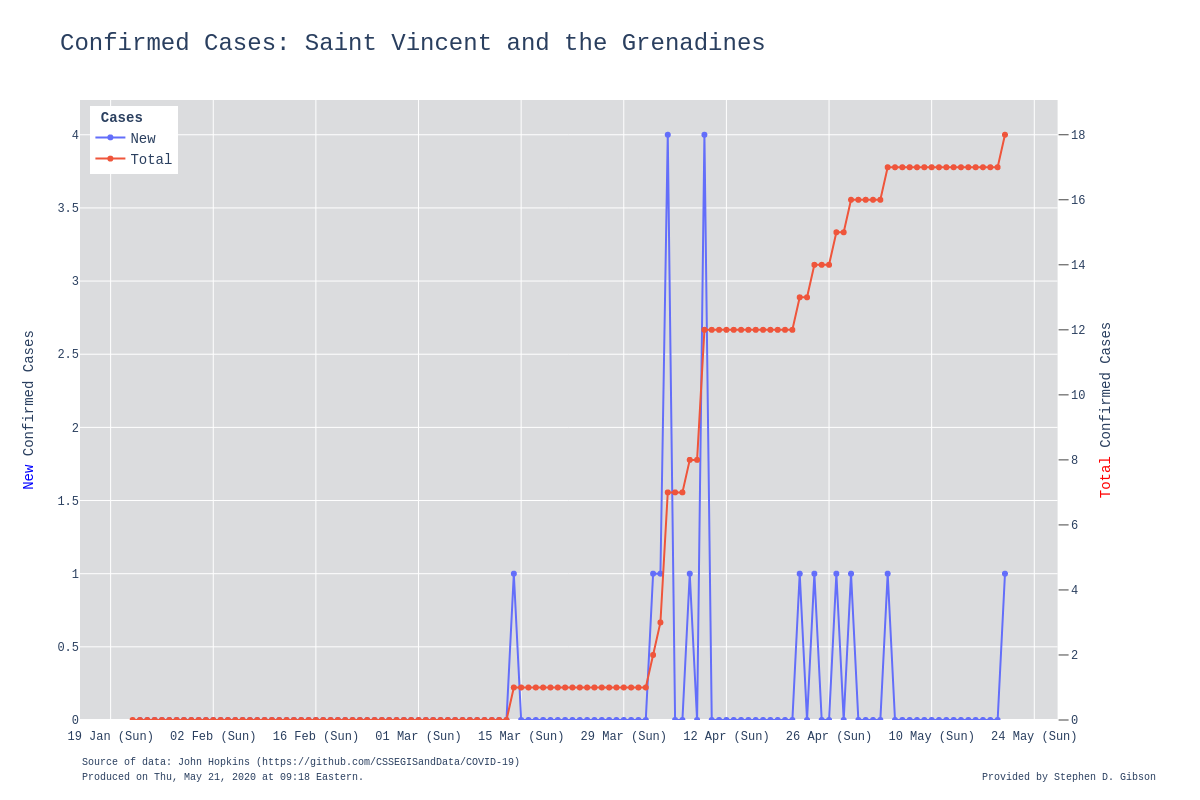 Confirmed Cases: Saint Vincent and the Grenadines
Cases
New
Total
4
3.5
3
2.5
2
1.5
1
0.5
0
New Confirmed Cases
18
16
14
12
10
8
6
4
2
0
Total Confirmed Cases
19 Jan (Sun) 02 Feb (Sun) 16 Feb (Sun) 01 Mar (Sun) 15 Mar (Sun) 29 Mar (Sun) 12 Apr (Sun) 26 Apr (Sun) 10 May (Sun) 24 May (Sun)
Source of data: John Hopkins (https://github.com/CSSEGISandData/COVID-19)
Produced on Thu, May 21, 2020 at 09:18 Eastern.
Provided by Stephen D. Gibson